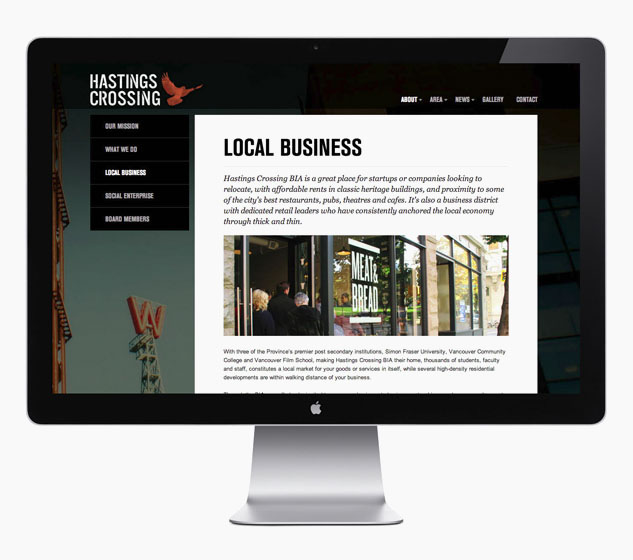 HASTINGS
CROSSING
ABOUT AREA NEWS GALLERY CONTACT
OUR MISSION
WHAT WE DO
LOCAL BUSINESS
SOCIAL ENTERPRISE
BOARD MEMBERS
W
LOCAL BUSINESS
Hastings Crossing BIA is a great place for startups or companies looking to
relocate, with affordable rents in classic heritage buildings, and proximity to some
of the city's best restaurants, pubs, theatres and cafes. It's also a business district
with dedicated retail leaders who have consistently anchored the local economy
through thick and thin.
MEAT&
BREAD
With three of the Province's premier post secondary institutions, Simon Fraser University, Vancouver Community
College and Vancouver Film School, making Hastings Crossing BIA their home, thousands of students, faculty
and staff, constitutes a local market for your goods or services in itself, while several high-density residential
developments are within walking distance of your business.